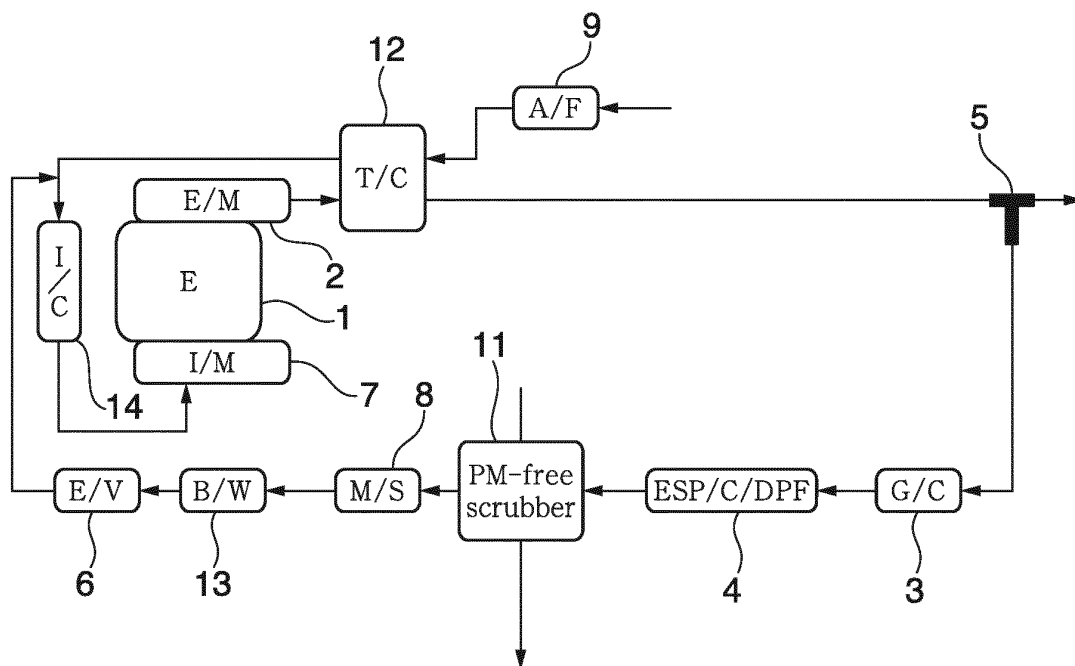 9
12
A/F
5
T/C
E/M
2
I
/
C
E
1
I/M
7
14
11
8
E/V
B/W
M/S
PM-free
scrubber
ESP/C/DPF
G/C
6
13
4
3